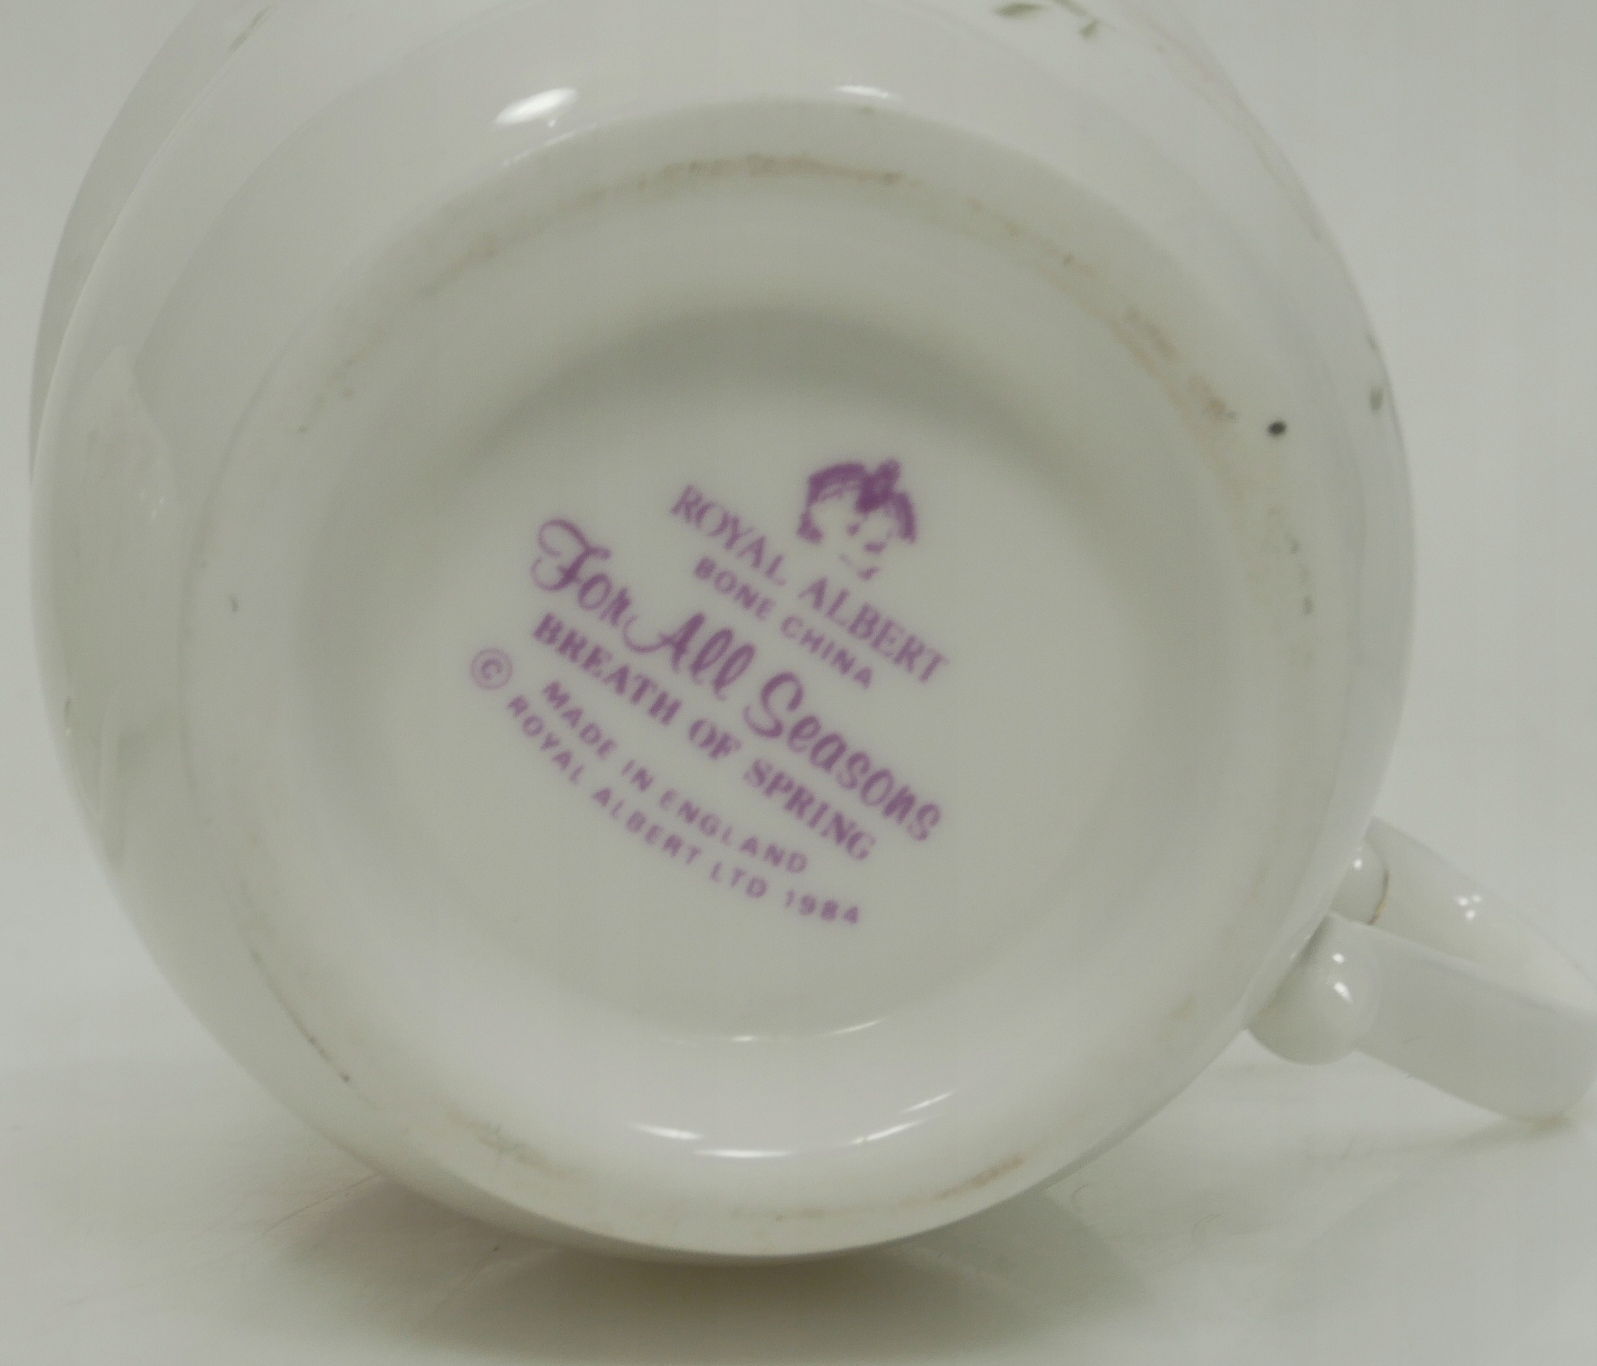 ROYAL ALBERT
BONE CHINA
For All Seasons
BREATH OF SPRING
MADE IN ENGLAND
© ROYAL ALBERT LTD 1984